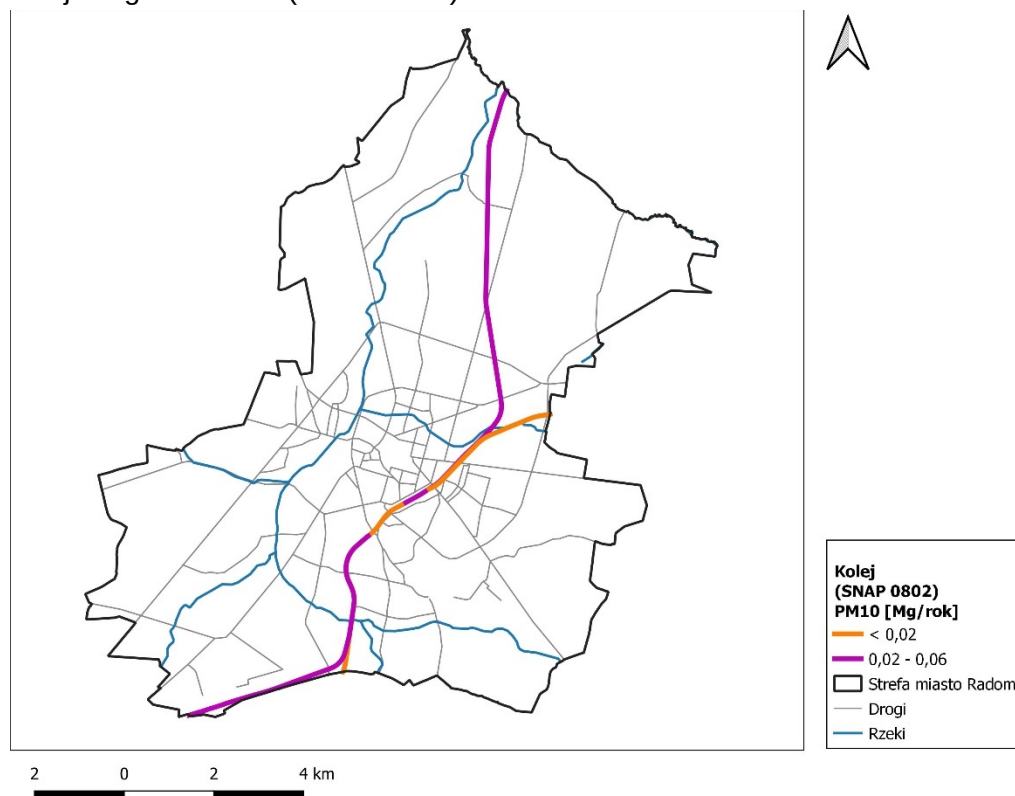 Kolej
(SNAP 0802)
PM10 [Mg/rok]
< 0,02
0,02 - 0,06
Strefa miasto Radom
Drogi
Rzeki
2 0 2 4 km